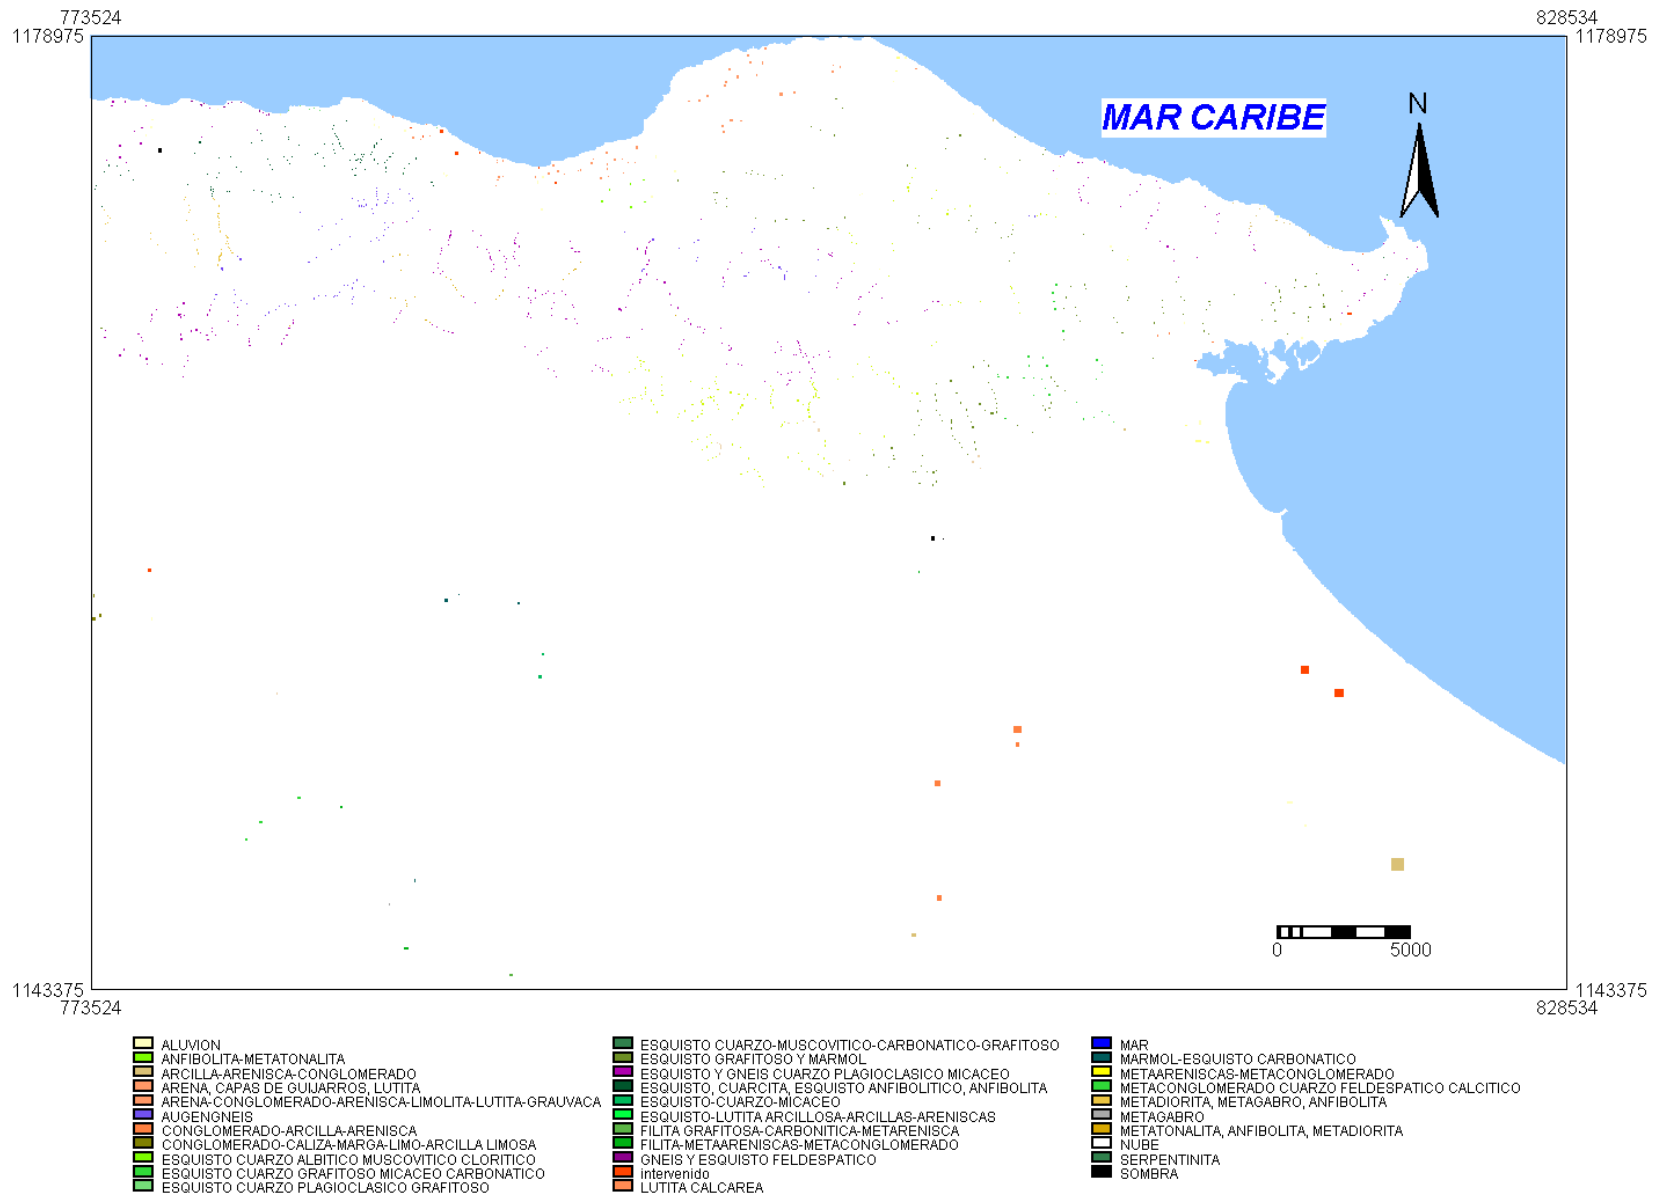 773524 828534
1178975 1178975
MAR CARIBE
N
0 5000
1143375 1143375
773524 828534
ALUVION
ANFIBOLITA-METATONALITA
ARCILLA-ARENISCA-CONGLOMERADO
ARENA, CAPAS DE GUIJARROS, LUTITA
ARENA-CONGLOMERADO-ARENISCA-LIMOLITA-LUTITA-GRAUVACA
AUGENGNEIS
CONGLOMERADO-ARCILLA-ARENISCA
CONGLOMERADO-CALIZA-MARGA-LIMO-ARCILLA LIMOSA
ESQUISTO CUARZO ALBITICO MUSCOVITICO CLORITICO
ESQUISTO CUARZO GRAFITOSO MICACEO CARBONATICO
ESQUISTO CUARZO PLAGIOCLASICO GRAFITOSO
ESQUISTO CUARZO-MUSCOVITICO-CARBONATICO-GRAFITOSO
ESQUISTO GRAFITOSO Y MARMOL
ESQUISTO Y GNEIS CUARZO PLAGIOCLASICO MICACEO
ESQUISTO, CUARCITA, ESQUISTO ANFIBOLITICO, ANFIBOLITA
ESQUISTO-CUARZO-MICACEO
ESQUISTO-LUTITA ARCILLOSA-ARCILLAS-ARENISCAS
FILITA GRAFITOSA-CARBONITICA-METARENISCA
FILITA-METAARENISCAS-METACONGLOMERADO
GNEIS Y ESQUISTO FELDESPATICO
intervenido
LUTITA CALCAREA
MAR
MARMOL-ESQUISTO CARBONATICO
METAARENISCAS-METACONGLOMERADO
METACONGLOMERADO CUARZO FELDESPATICO CALCITICO
METADIORITA, METAGABRO, ANFIBOLITA
METAGABRO
METATONALITA, ANFIBOLITA, METADIORITA
NUBE
SERPENTINITA
SOMBRA